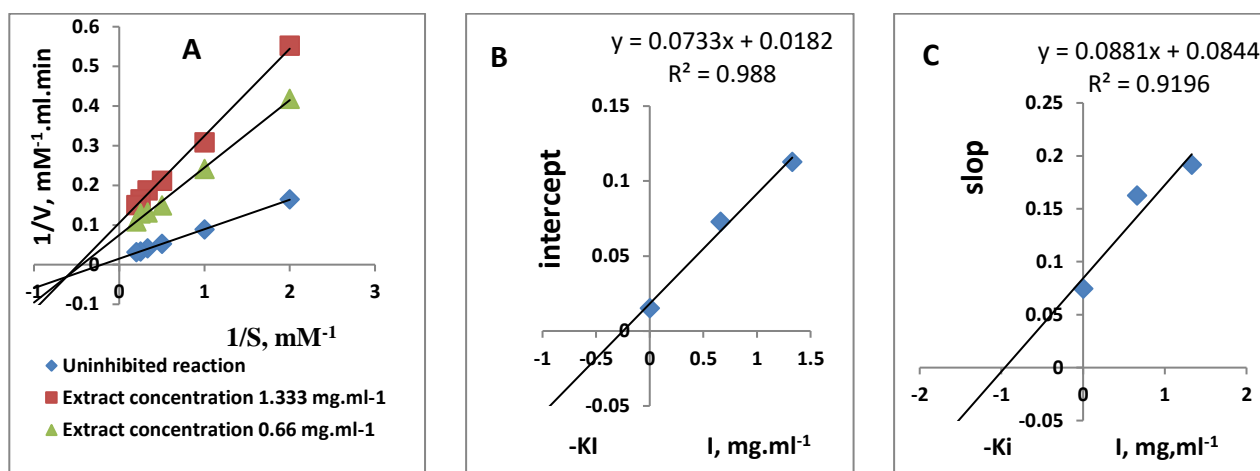 A
1/V, mM-1.ml.min
0.6
0.5
0.4
0.3
0.2
0.1
0
-0.1
-1 0 1 2 3
1/S, mM-1
Uninhibited reaction
Extract concentration 1.333 mg.ml-1
Extract concentration 0.66 mg.ml-1
B
y = 0.0733x + 0.0182
R² = 0.988
intercept
0.15
0.1
0.05
0
-0.05
-1 -0.5 0 0.5 1 1.5
-KI I, mg.ml-1
C
y = 0.0881x + 0.0844
R² = 0.9196
slop
0.25
0.2
0.15
0.1
0.05
0
-0.05
-2 -1 0 1 2
-Ki I, mg,ml-1